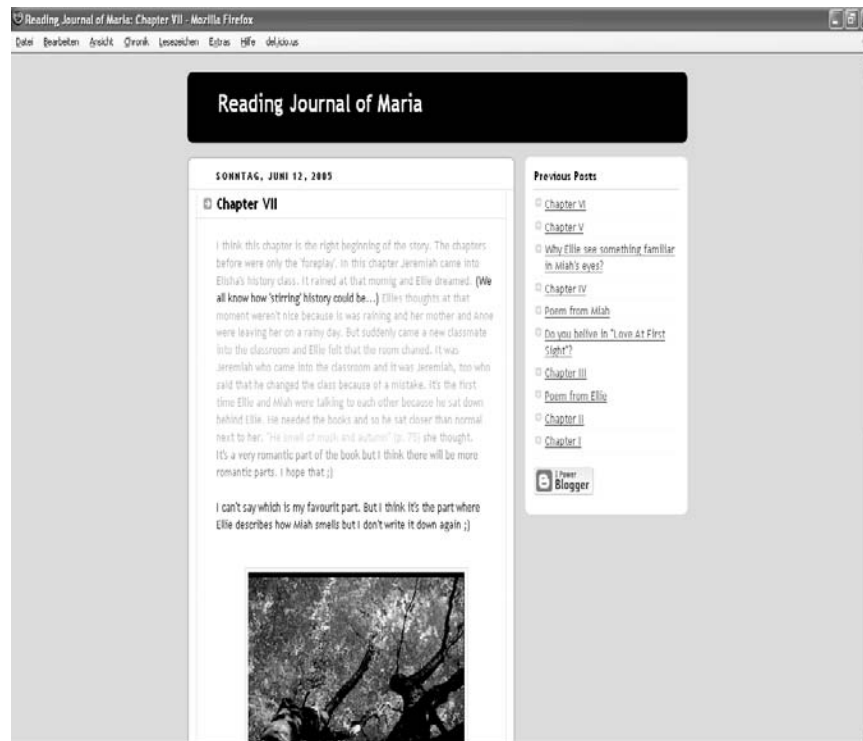 Reading Journal of Maria: Chapter VII - Mozilla Firefox
Datei Bearbeiten Ansicht Chronik Lesezeichen Extras Hilfe del.icio.us
Reading Journal of Maria
SONNTAG, JUNI 12, 2005
Chapter VII
I think this chapter is the right beginning of the story. The chapters
before were only the 'foreplay'. In this chapter Jeremiah came into
Elisha's history class. It rained at that mornig and Ellie dreamed. (We
all know how 'stirring' history could be...) Ellies thoughts at that
moment weren't nice because is was raining and her mother and Anne
were leaving her on a rainy day. But suddenly came a new classmate
into the classroom and Ellie felt that the room chaned. It was
Jeremiah who came into the classroom and it was Jeremiah, too who
said that he changed the class because of a mistake. It's the first
time Ellie and Miah were talking to each other because he sat down
behind Ellie. He needed the books and so he sat closer than normal
next to her. "He smell of musk and autumn" (p. 75) she thought.
It's a very romantic part of the book but I think there will be more
romantic parts. I hope that ;)
I can't say which is my favourit part. But I think it's the part where
Ellie describes how Miah smells but I don't write it down again ;)
Previous Posts
Chapter VI
Chapter V
Why Ellie see something familiar
in Miah's eyes?
Chapter IV
Poem from Miah
Do you belive in "Love At First
Sight"?
Chapter III
Poem from Ellie
Chapter II
Chapter I
I Power
Blogger